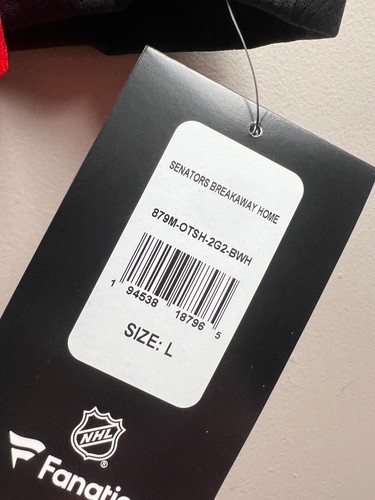 SENATORS BREAKAWAY HOME
879M-OTSH-2G2-BWH
1 94538 18796 5
SIZE: L
NHL
®
Fanatic